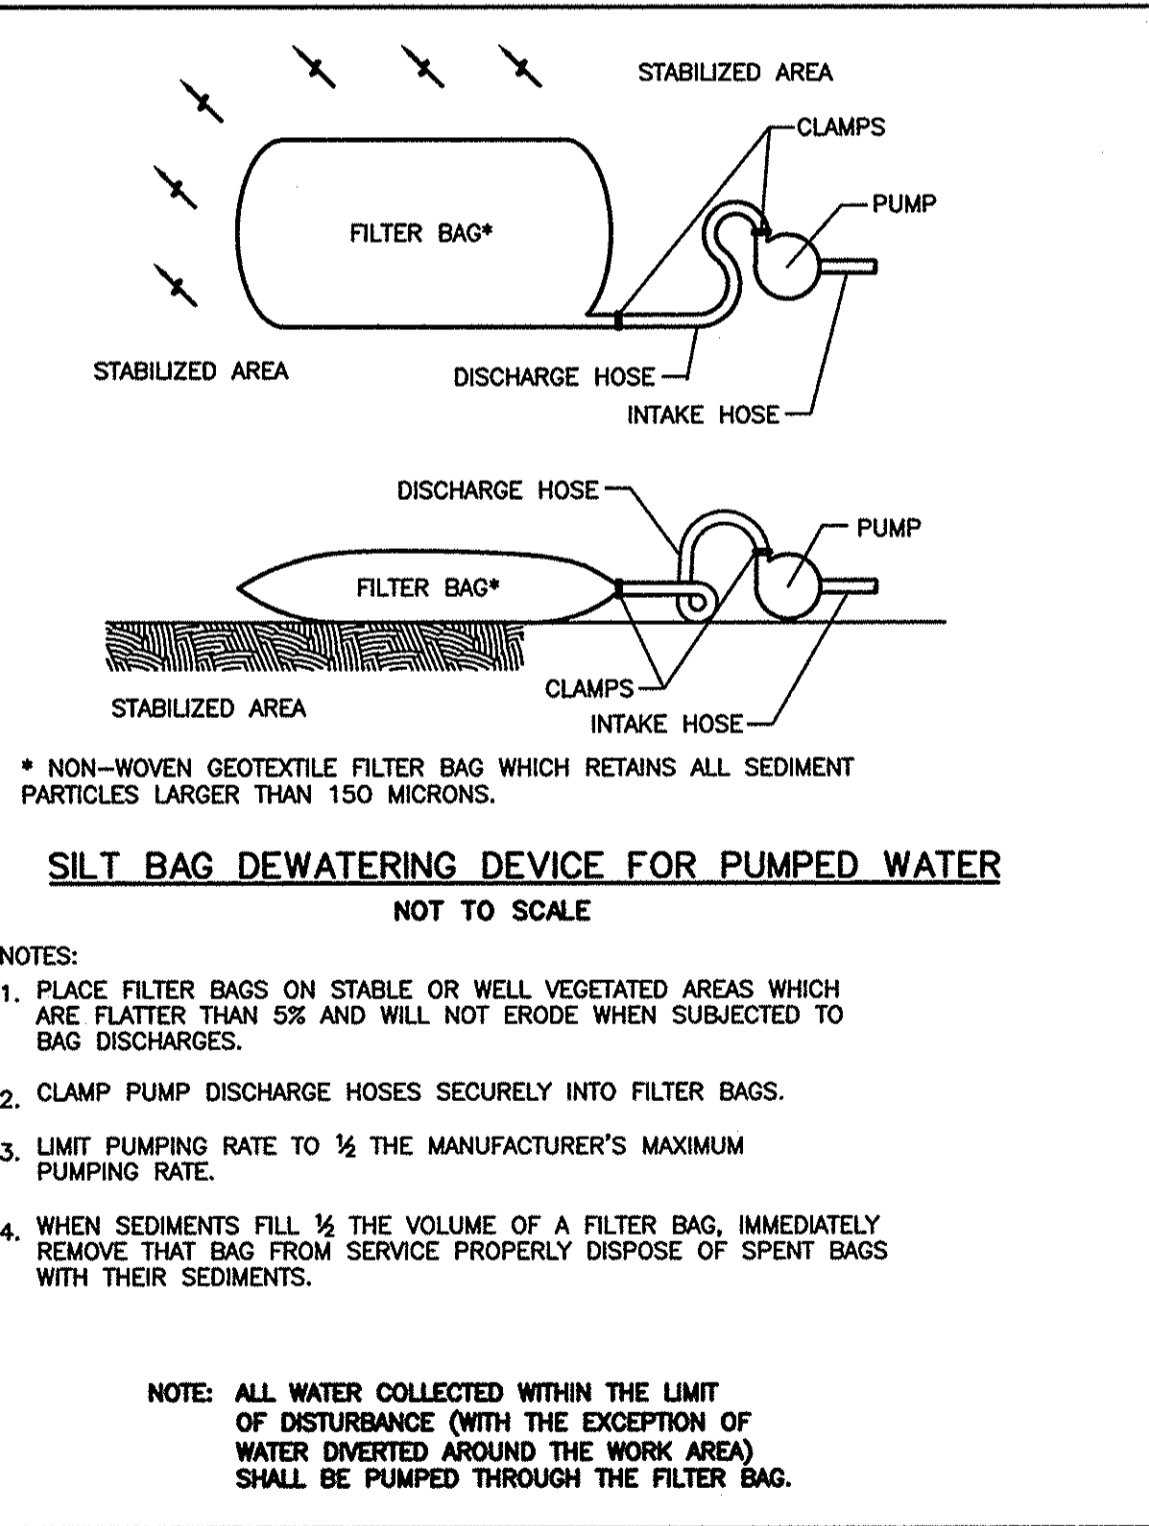 STABILIZED AREA
CLAMPS
PUMP
FILTER BAG*
STABILIZED AREA
DISCHARGE HOSE
INTAKE HOSE
DISCHARGE HOSE
PUMP
FILTER BAG*
CLAMPS
STABILIZED AREA
INTAKE HOSE
* NON-WOVEN GEOTEXTILE FILTER BAG WHICH RETAINS ALL SEDIMENT
PARTICLES LARGER THAN 150 MICRONS.
SILT BAG DEWATERING DEVICE FOR PUMPED WATER
NOT TO SCALE
NOTES:
1. PLACE FILTER BAGS ON STABLE OR WELL VEGETATED AREAS WHICH
ARE FLATTER THAN 5% AND WILL NOT ERODE WHEN SUBJECTED TO
BAG DISCHARGES.
2. CLAMP PUMP DISCHARGE HOSES SECURELY INTO FILTER BAGS.
3. LIMIT PUMPING RATE TO ½ THE MANUFACTURER'S MAXIMUM
PUMPING RATE.
4. WHEN SEDIMENTS FILL ½ THE VOLUME OF A FILTER BAG, IMMEDIATELY
REMOVE THAT BAG FROM SERVICE PROPERLY DISPOSE OF SPENT BAGS
WITH THEIR SEDIMENTS.
NOTE: ALL WATER COLLECTED WITHIN THE LIMIT
OF DISTURBANCE (WITH THE EXCEPTION OF
WATER DIVERTED AROUND THE WORK AREA)
SHALL BE PUMPED THROUGH THE FILTER BAG.